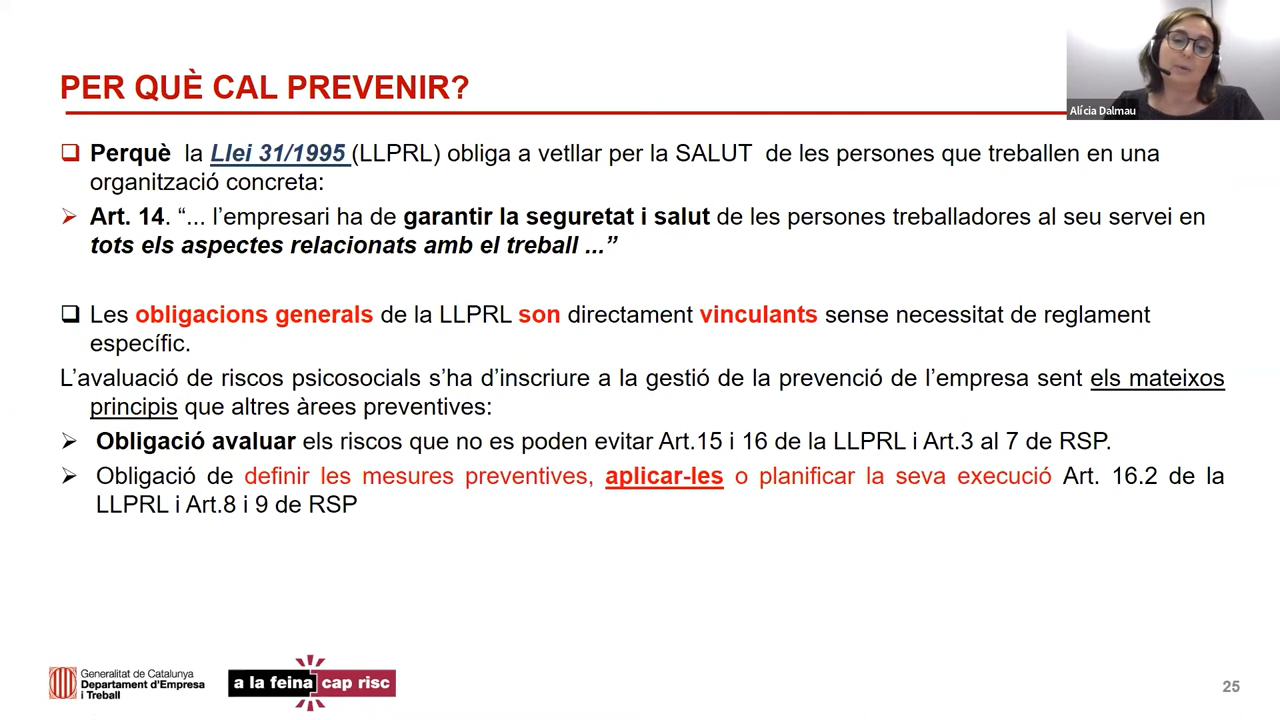 Alícia Dalmau
PER QUÈ CAL PREVENIR?
Perquè la Llei 31/1995 (LLPRL) obliga a vetllar per la SALUT de les persones que treballen en una
organització concreta:
Art. 14. “... l’empresari ha de garantir la seguretat i salut de les persones treballadores al seu servei en
tots els aspectes relacionats amb el treball ...”
Les obligacions generals de la LLPRL son directament vinculants sense necessitat de reglament
específic.
L’avaluació de riscos psicosocials s’ha d’inscriure a la gestió de la prevenció de l’empresa sent els mateixos
principis que altres àrees preventives:
Obligació avaluar els riscos que no es poden evitar Art.15 i 16 de la LLPRL i Art.3 al 7 de RSP.
Obligació de definir les mesures preventives, aplicar-les o planificar la seva execució Art. 16.2 de la
LLPRL i Art.8 i 9 de RSP
Generalitat de Catalunya
Departament d’Empresa
i Treball
a la feina cap risc
25